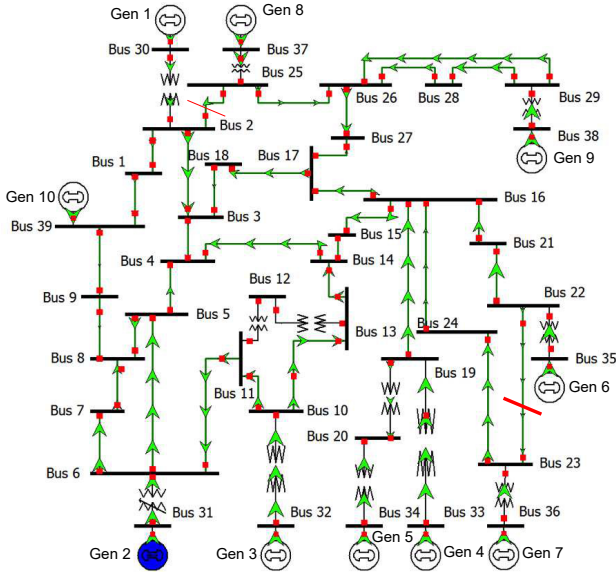 Gen 1
Gen 8
Bus 30
Bus 37
Bus 25
Bus 26
Bus 28
Bus 29
Bus 2
Bus 38
Bus 27
Gen 9
Bus 18
Bus 17
Bus 1
Gen 10
Bus 16
Bus 3
Bus 39
Bus 15
Bus 21
Bus 4
Bus 14
Bus 12
Bus 9
Bus 22
Bus 5
Bus 24
Bus 13
Bus 8
Bus 35
Bus 19
Bus 11
Gen 6
Bus 7
Bus 10
Bus 20
Bus 6
Bus 23
Bus 31
Bus 32
Bus 34
Bus 33
Bus 36
Gen 5
Gen 2
Gen 3
Gen 4
Gen 7